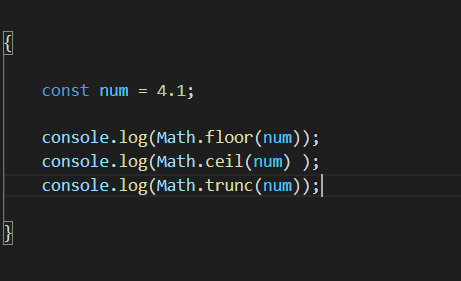 {
const num = 4.1;
console.log(Math.floor(num));
console.log(Math.ceil(num) );
console.log(Math.trunc(num));
}